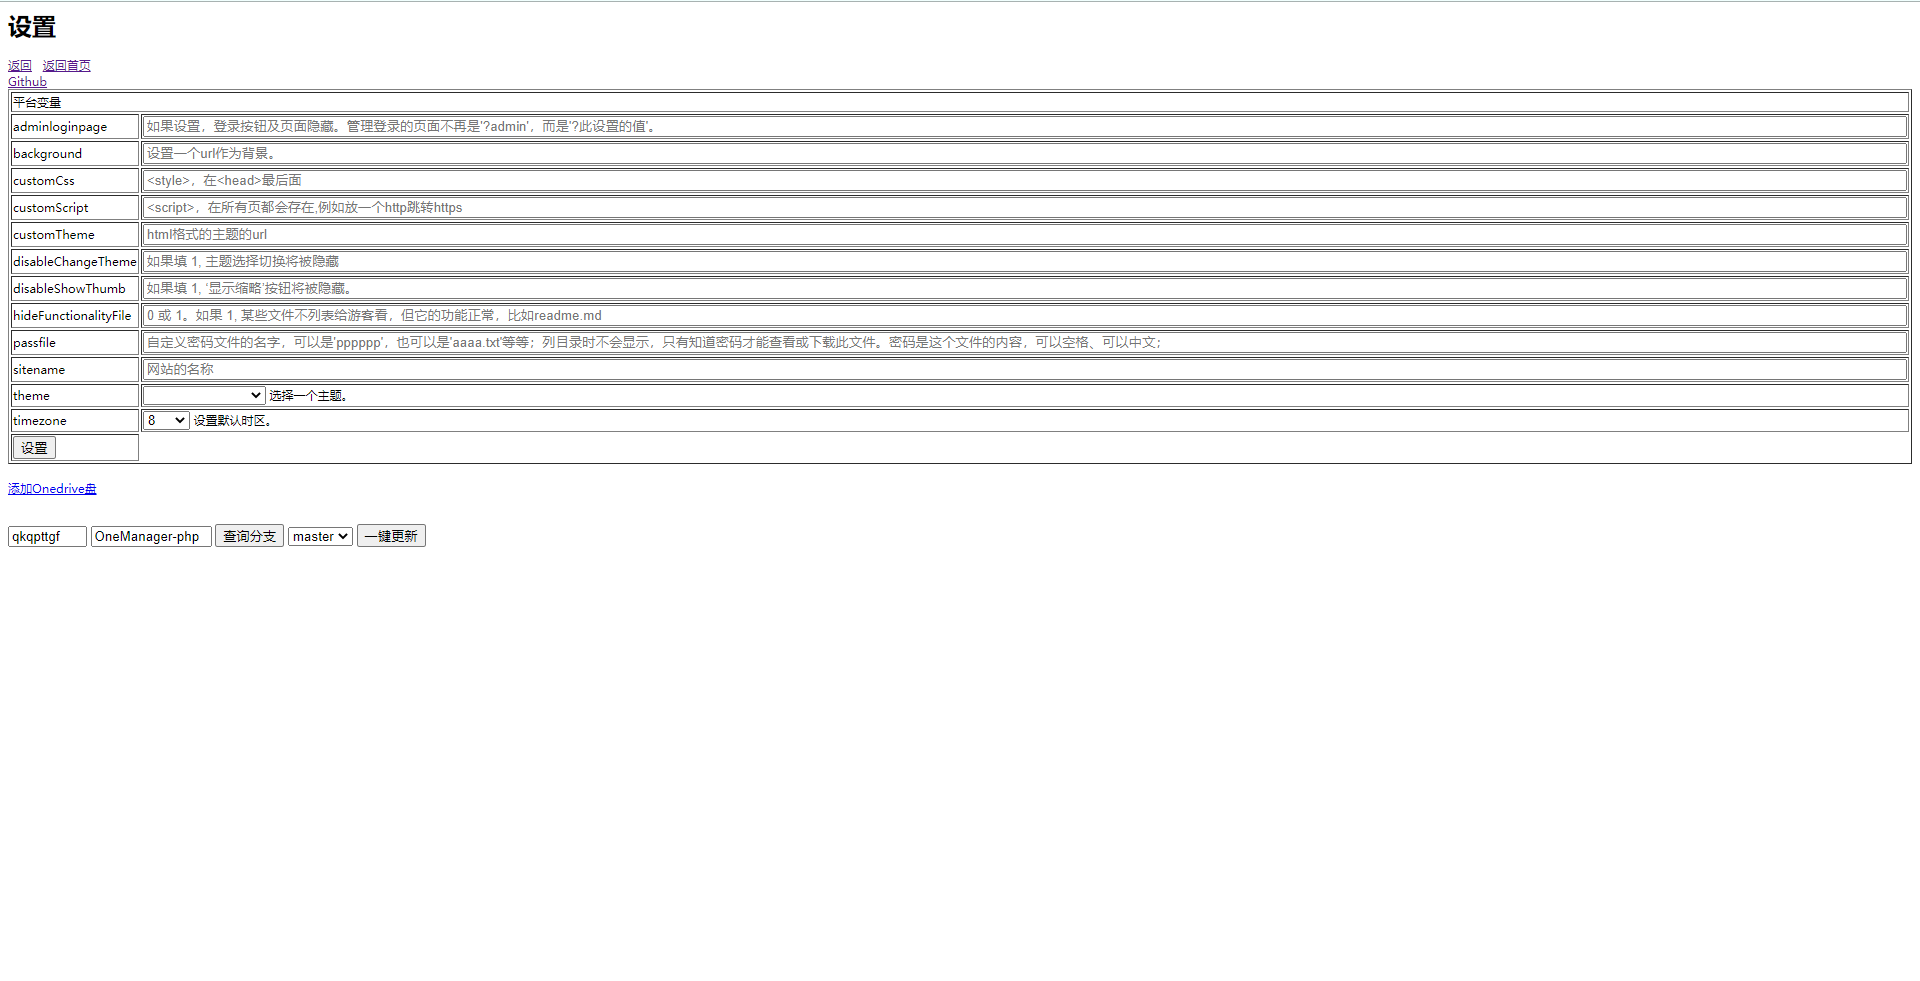 设置
返回 返回首页
Github
平台变量
adminloginpage 如果设置，登录按钮及页面隐藏。管理登录的页面不再是'?admin'，而是'?此设置的值'。
background 设置一个url作为背景。
customCss <style>，在<head>最后面
customScript <script>，在所有页都会存在,例如放一个http跳转https
customTheme html格式的主题的url
disableChangeTheme 如果填 1, 主题选择切换将被隐藏
disableShowThumb 如果填 1, ‘显示缩略’按钮将被隐藏。
hideFunctionalityFile 0 或 1。如果 1, 某些文件不列表给游客看，但它的功能正常，比如readme.md
passfile 自定义密码文件的名字，可以是'pppppp'，也可以是'aaaa.txt'等等；列目录时不会显示，只有知道密码才能查看或下载此文件。密码是这个文件的内容，可以空格、可以中文；
sitename 网站的名称
theme 选择一个主题。
timezone 8 设置默认时区。
设置
添加Onedrive盘
qkqpttgf OneManager-php 查询分支 master 一键更新